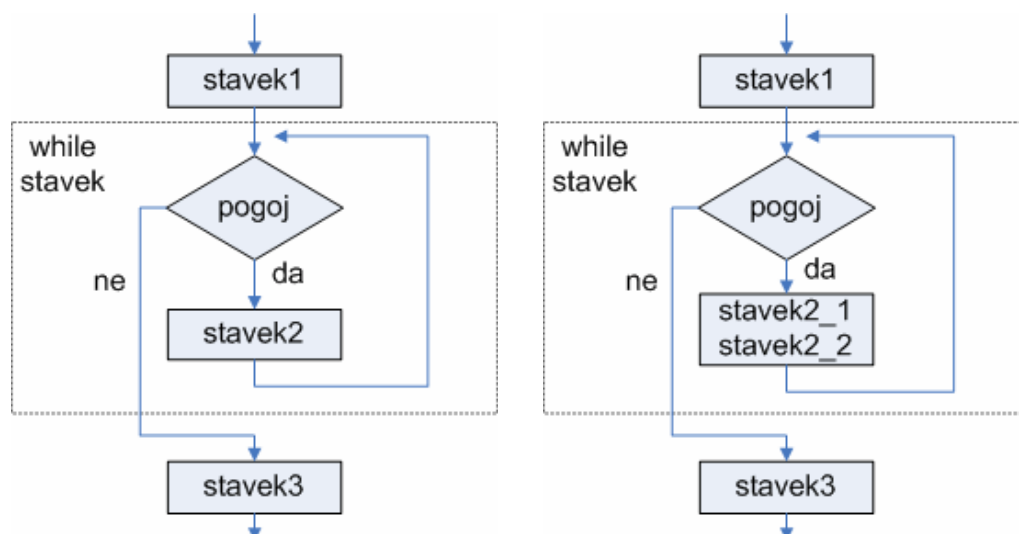 stavek1
while
stavek
pogoj
ne
da
stavek2
stavek3
stavek1
while
stavek
pogoj
ne
da
stavek2_1
stavek2_2
stavek3